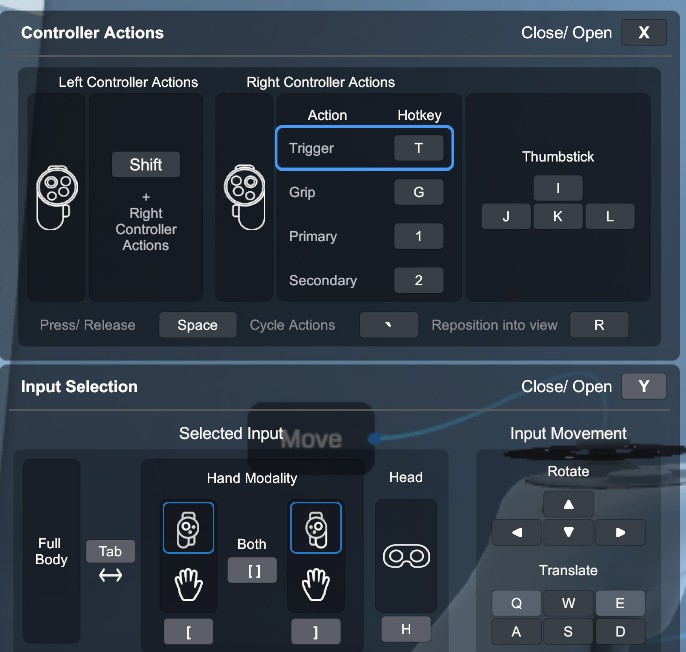 Controller Actions
Close/ Open X
Left Controller Actions
Right Controller Actions
Shift
+
Right
Controller
Actions
Action Hotkey
Trigger T
Grip G
Primary 1
Secondary 2
Thumbstick
I
J K L
Press/ Release Space Cycle Actions ` Reposition into view R
Input Selection
Close/ Open Y
Selected Input
Move
Input Movement
Full
Body
Tab
Hand Modality
Both
[ ]
[
]
Head
H
Rotate
Translate
Q W E
A S D